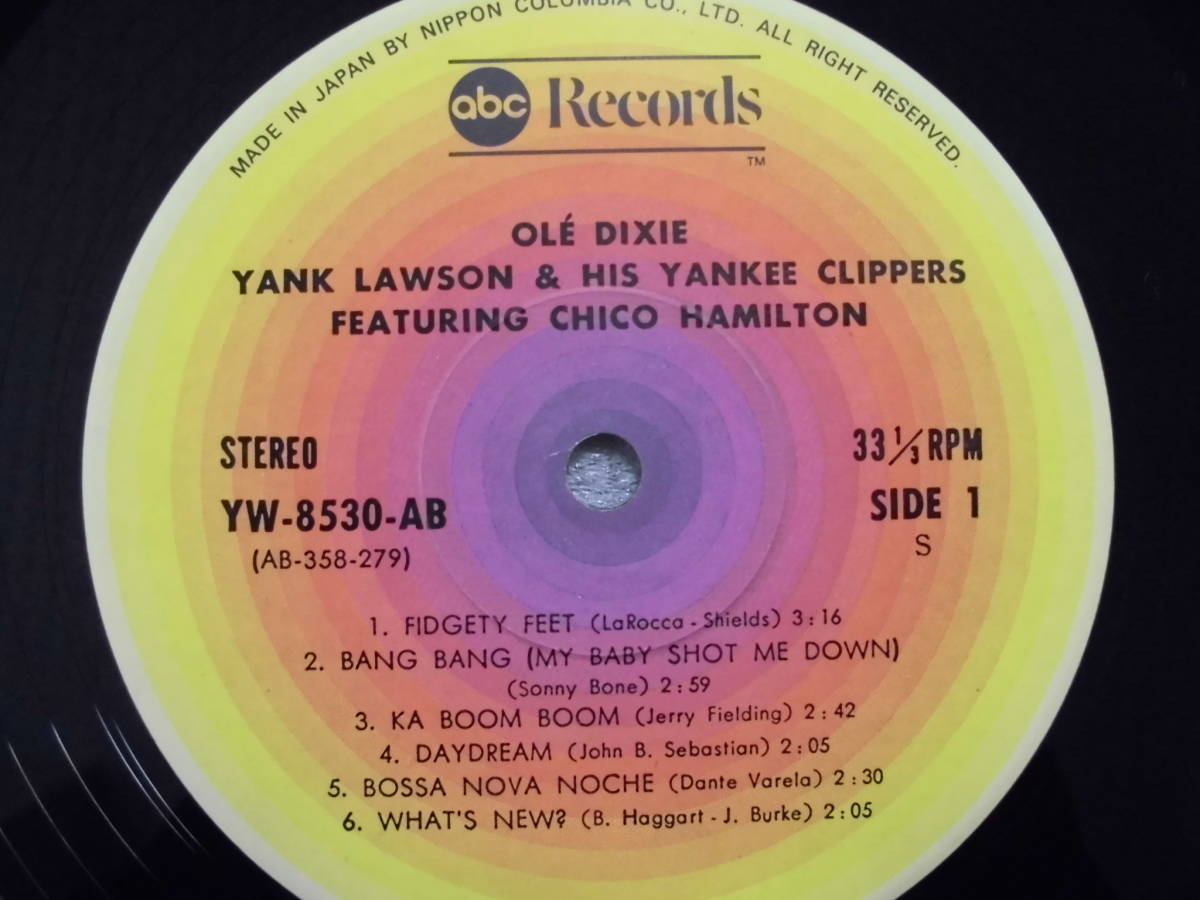 MADE IN JAPAN BY NIPPON COLUMBIA CO., LTD. ALL RIGHT RESERVED.
abc Records
TM
OLÉ DIXIE
YANK LAWSON & HIS YANKEE CLIPPERS
FEATURING CHICO HAMILTON
STEREO
33 1/3 RPM
YW-8530-AB
SIDE 1
(AB-358-279)
S
1. FIDGETY FEET (LaRocca - Shields) 3:16
2. BANG BANG (MY BABY SHOT ME DOWN)
(Sonny Bone) 2:59
3. KA BOOM BOOM (Jerry Fielding) 2:42
4. DAYDREAM (John B. Sebastian) 2:05
5. BOSSA NOVA NOCHE (Dante Varela) 2:30
6. WHAT'S NEW? (B. Haggart - J. Burke) 2:05